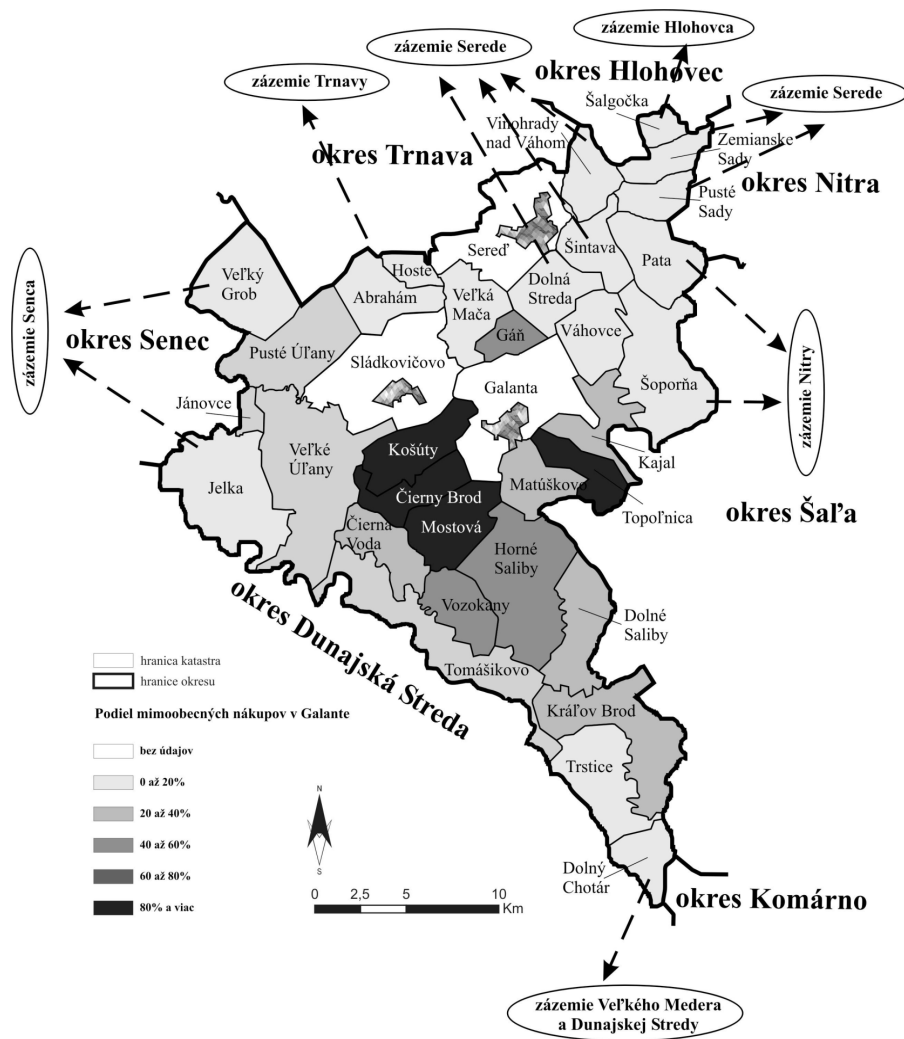 zázemie Hlohovca
zázemie Serede
zázemie Trnavy
okres Hlohovec
zázemie Serede
Šalgočka
Vinohrady
nad Váhom
Zemianske
Sady
okres Trnava
okres Nitra
Pusté
Sady
Sereď
Šintava
Pata
Hoste
Dolná
Streda
Veľký
Grob
Abrahám
Veľká
Mača
zázemie Senca
okres Senec
Gáň
Váhovce
Pusté Úľany
Sládkovičovo
Šoporňa
Galanta
zázemie Nitry
Jánovce
Košúty
Veľké
Úľany
Kajal
Jelka
Čierny Brod
Matúškovo
Topoľnica
okres Šaľa
Čierna
Voda
Mostová
Horné
Saliby
okres Dunajská Streda
Vozokany
Dolné
Saliby
hranica katastra
Tomášikovo
hranice okresu
Podiel mimoobecných nákupov v Galante
Kráľov Brod
bez údajov
Trstice
0 až 20%
N
20 až 40%
40 až 60%
S
Dolný
Chotár
60 až 80%
0 2,5 5 10
Km
80% a viac
okres Komárno
zázemie Veľkého Medera
a Dunajskej Stredy